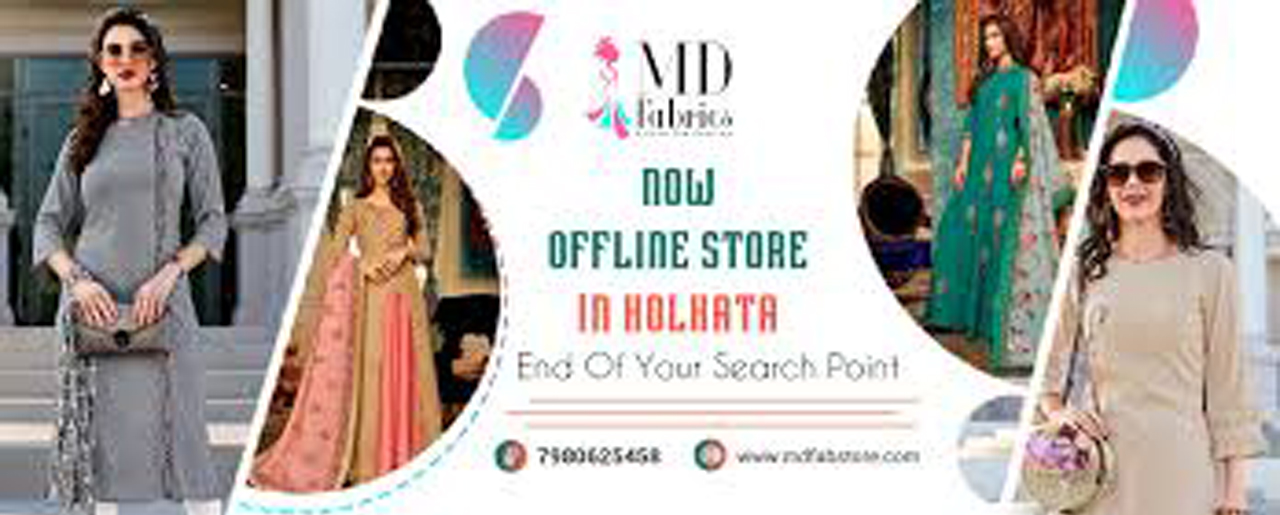 MD
Fabrics
NOW
OFFLINE STORE
IN KOLKATA
End Of Your Search Point
7980625458
www.mdfabstore.com